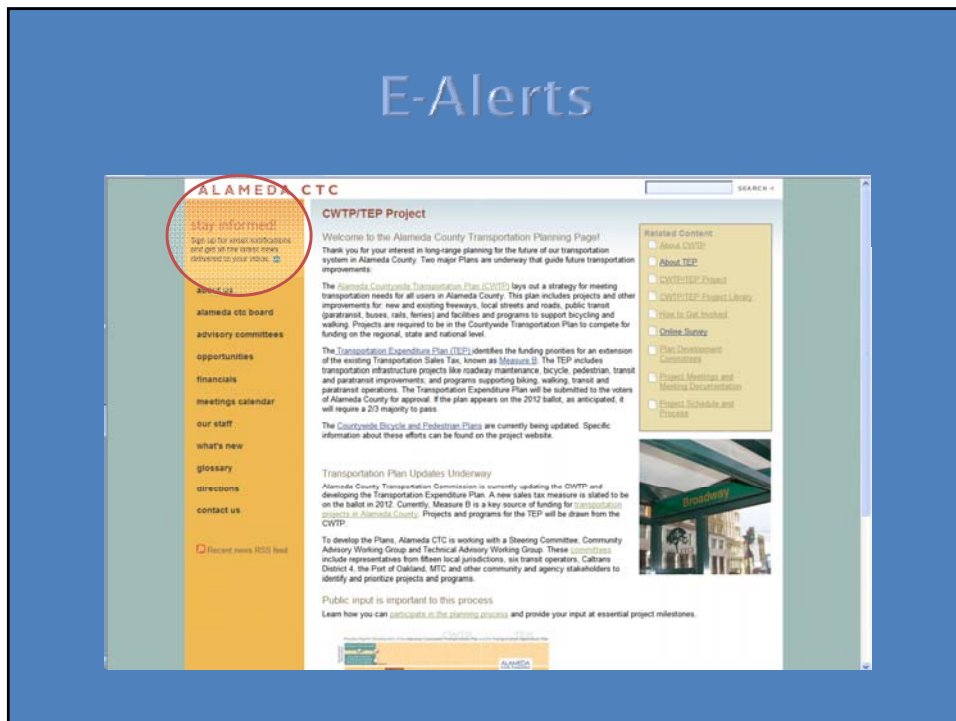 E-Alerts
ALAMEDA CTC
SEARCH
stay informed!
Sign up for email notifications
and get all the latest news
delivered to your inbox.
about us
alameda ctc board
advisory committees
opportunities
financials
meetings calendar
our staff
what's new
glossary
directions
contact us
Recent news RSS feed
CWTP/TEP Project
Welcome to the Alameda County Transportation Planning Page!
Thank you for your interest in long-range planning for the future of our transportation
system in Alameda County. Two major Plans are underway that guide future transportation
improvements:
The Alameda Countywide Transportation Plan (CWTP) lays out a strategy for meeting
transportation needs for all users in Alameda County. This plan includes projects and other
improvements for: new and existing freeways, local streets and roads, public transit
(paratransit, buses, rails, ferries) and facilities and programs to support bicycling and
walking. Projects are required to be in the Countywide Transportation Plan to compete for
funding on the regional, state and national level.
The Transportation Expenditure Plan (TEP) identifies the funding priorities for an extension
of the existing Transportation Sales Tax, known as Measure B. The TEP includes
transportation infrastructure projects like roadway maintenance, bicycle, pedestrian, transit
and paratransit improvements; and programs supporting biking, walking, transit and
paratransit operations. The Transportation Expenditure Plan will be submitted to the voters
of Alameda County for approval. If the plan appears on the 2012 ballot, as anticipated, it
will require a 2/3 majority to pass.
The Countywide Bicycle and Pedestrian Plans are currently being updated. Specific
information about these efforts can be found on the project website.
Transportation Plan Updates Underway
Alameda County Transportation Commission is currently updating the CWTP and
developing the Transportation Expenditure Plan. A new sales tax measure is slated to be
on the ballot in 2012. Currently, Measure B is a key source of funding for transportation
projects in Alameda County. Projects and programs for the TEP will be drawn from the
CWTP.
To develop the Plans, Alameda CTC is working with a Steering Committee, Community
Advisory Working Group and Technical Advisory Working Group. These committees
include representatives from fifteen local jurisdictions, six transit operators, Caltrans
District 4, the Port of Oakland, MTC and other community and agency stakeholders to
identify and prioritize projects and programs.
Public input is important to this process
Learn how you can participate in the planning process and provide your input at essential project milestones.
CWTP TEP
ALAMEDA
Related Content
About CWTP
About TEP
CWTP/TEP Project
CWTP/TEP Project Library
How to Get Involved
Online Survey
Plan Development
Committees
Project Meetings and
Meeting Documentation
Project Schedule and
Process
Broadway